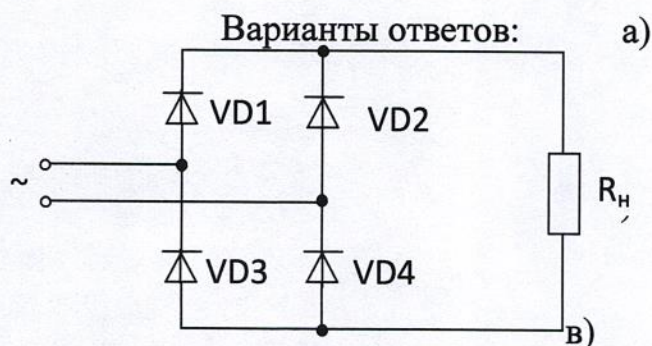 Варианты ответов: а)
VD1 VD2
~
Rн
VD3 VD4
в)